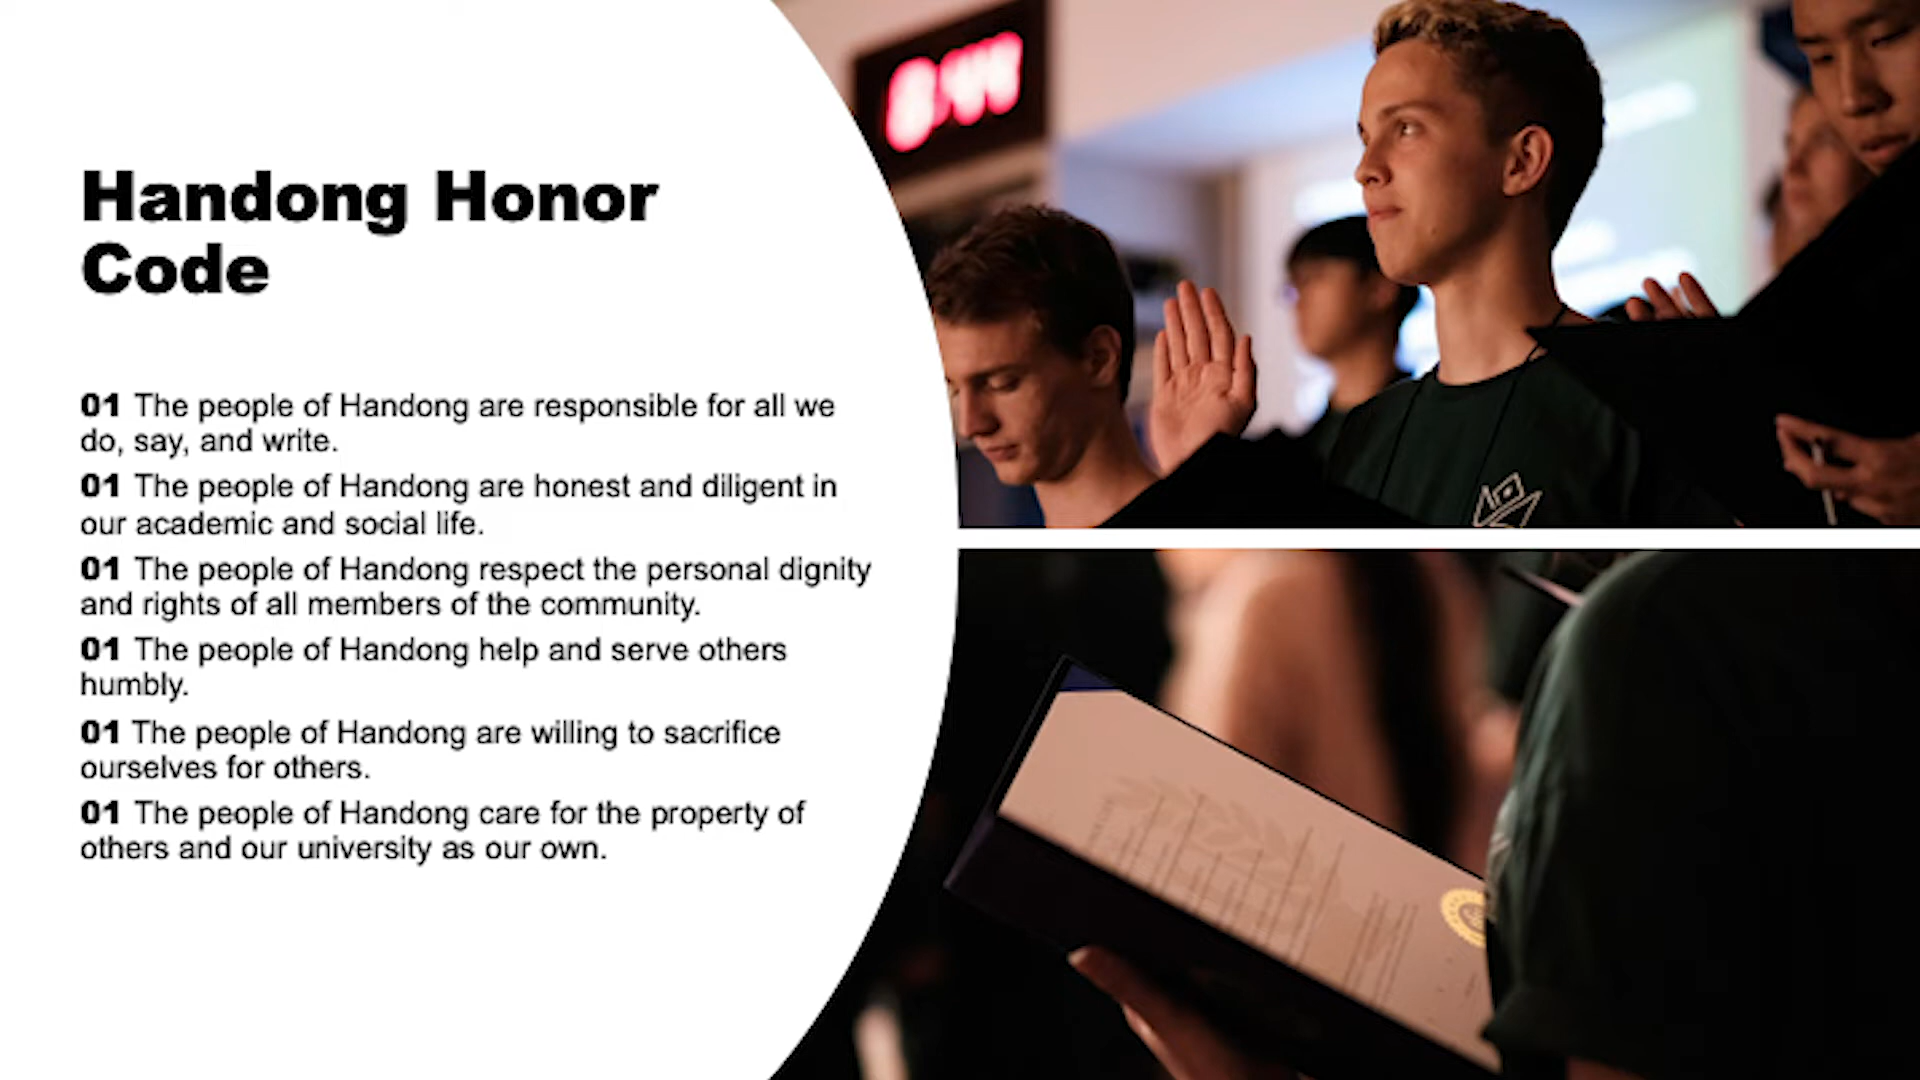 Handong Honor
Code
01 The people of Handong are responsible for all we
do, say, and write.
01 The people of Handong are honest and diligent in
our academic and social life.
01 The people of Handong respect the personal dignity
and rights of all members of the community.
01 The people of Handong help and serve others
humbly.
01 The people of Handong are willing to sacrifice
ourselves for others.
01 The people of Handong care for the property of
others and our university as our own.